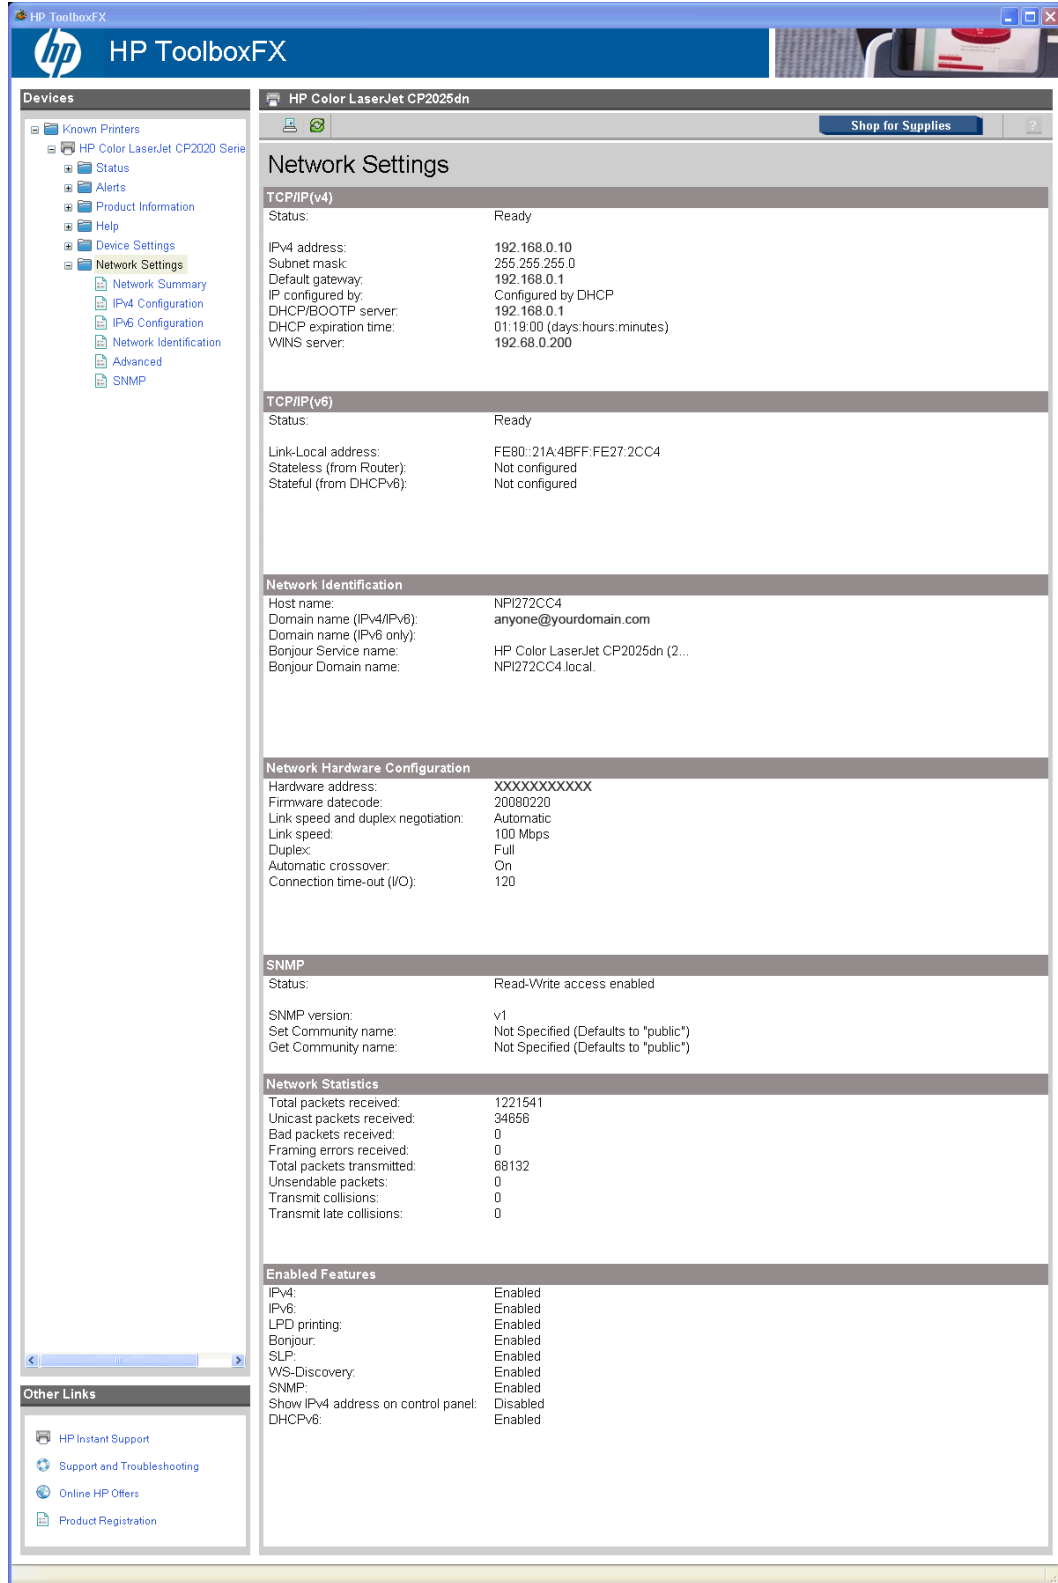 HP ToolboxFX
hp HP ToolboxFX
Devices
Known Printers
HP Color LaserJet CP2020 Serie
Status
Alerts
Product Information
Help
Device Settings
Network Settings
Network Summary
IPv4 Configuration
IPv6 Configuration
Network Identification
Advanced
SNMP
Other Links
HP Instant Support
Support and Troubleshooting
Online HP Offers
Product Registration
HP Color LaserJet CP2025dn
Shop for Supplies ?
Network Settings
TCP/IP(v4)
Status: Ready
IPv4 address: 192.168.0.10
Subnet mask: 255.255.255.0
Default gateway: 192.168.0.1
IP configured by: Configured by DHCP
DHCP/BOOTP server: 192.168.0.1
DHCP expiration time: 01:19:00 (days:hours:minutes)
WINS server: 192.68.0.200
TCP/IP(v6)
Status: Ready
Link-Local address: FE80::21A:4BFF:FE27:2CC4
Stateless (from Router): Not configured
Stateful (from DHCPv6): Not configured
Network Identification
Host name: NPI272CC4
Domain name (IPv4/IPv6): anyone@yourdomain.com
Domain name (IPv6 only):
Bonjour Service name: HP Color LaserJet CP2025dn (2...
Bonjour Domain name: NPI272CC4.local.
Network Hardware Configuration
Hardware address: XXXXXXXXXXX
Firmware datecode: 20080220
Link speed and duplex negotiation: Automatic
Link speed: 100 Mbps
Duplex: Full
Automatic crossover: On
Connection time-out (I/O): 120
SNMP
Status: Read-Write access enabled
SNMP version: v1
Set Community name: Not Specified (Defaults to "public")
Get Community name: Not Specified (Defaults to "public")
Network Statistics
Total packets received: 1221541
Unicast packets received: 34656
Bad packets received: 0
Framing errors received: 0
Total packets transmitted: 68132
Unsendable packets: 0
Transmit collisions: 0
Transmit late collisions: 0
Enabled Features
IPv4: Enabled
IPv6: Enabled
LPD printing: Enabled
Bonjour: Enabled
SLP: Enabled
WS-Discovery: Enabled
SNMP: Enabled
Show IPv4 address on control panel: Disabled
DHCPv6: Enabled